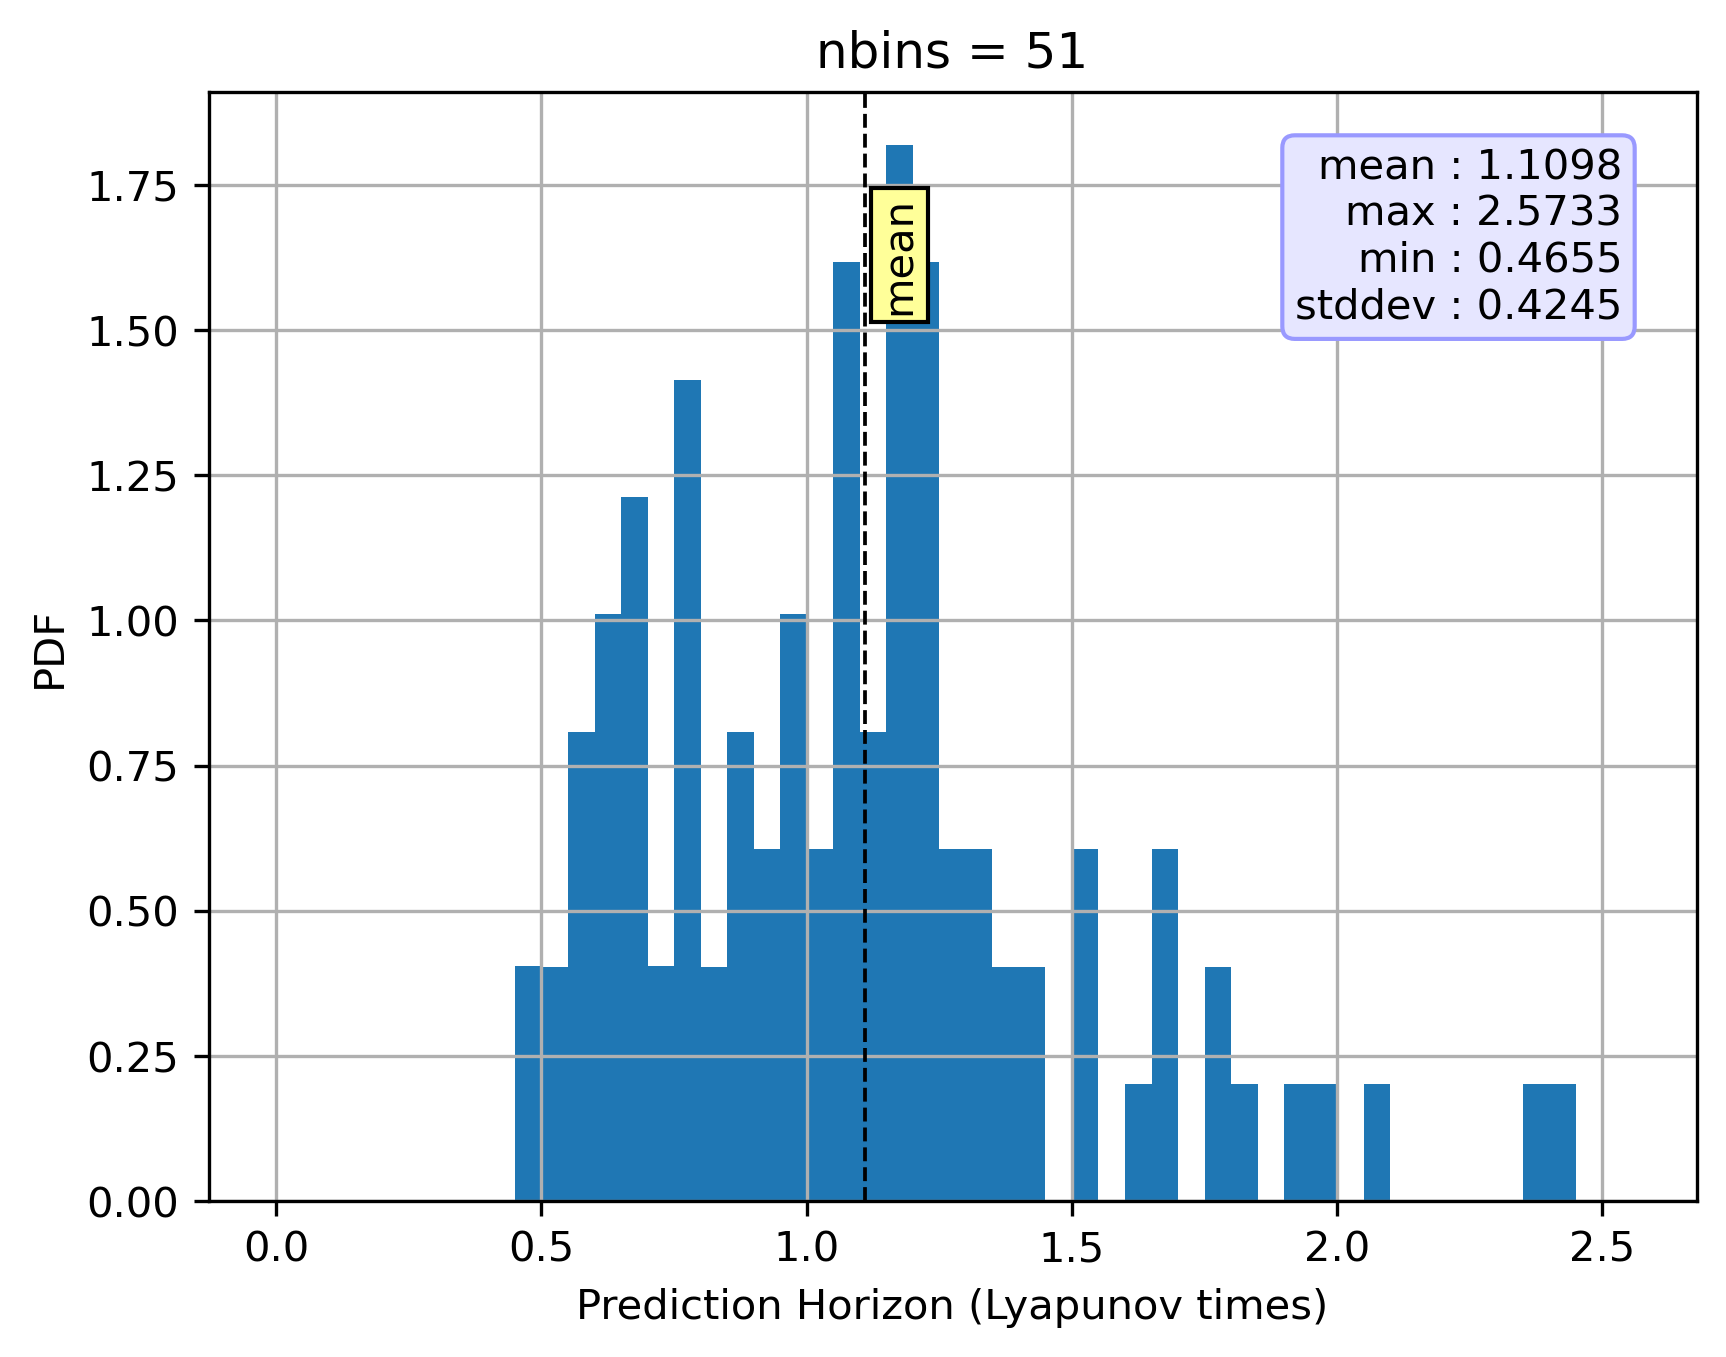 nbins = 51
mean : 1.1098
max : 2.5733
min : 0.4655
stddev : 0.4245
mean
PDF
1.75
1.50
1.25
1.00
0.75
0.50
0.25
0.00
0.0 0.5 1.0 1.5 2.0 2.5
Prediction Horizon (Lyapunov times)